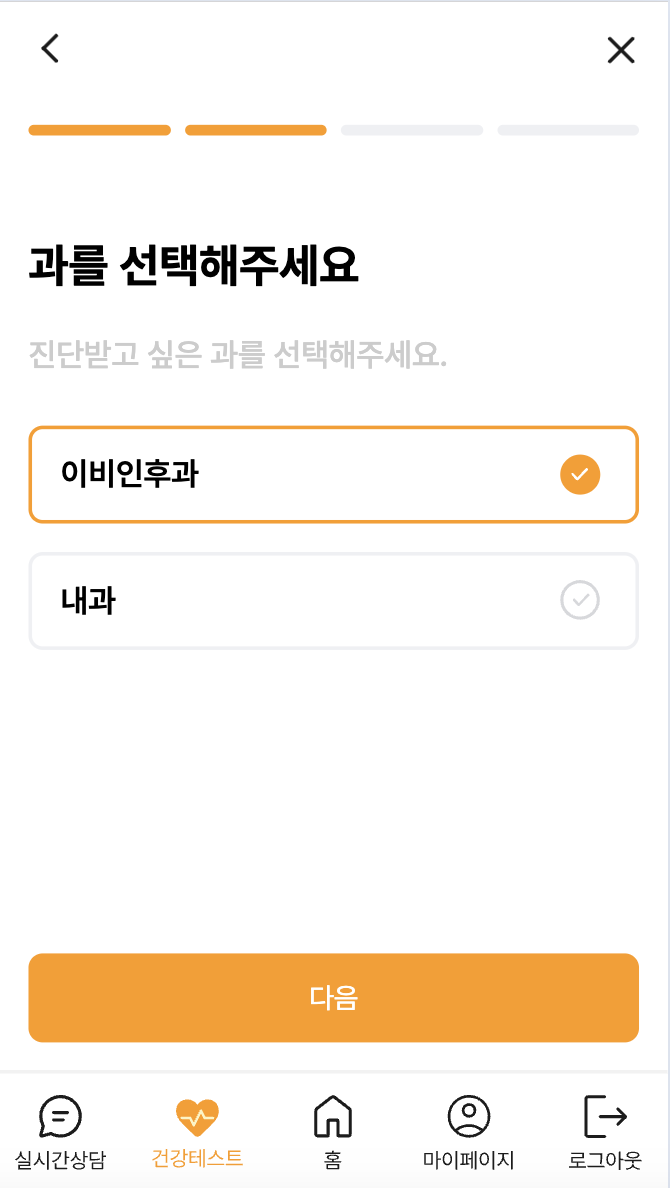 과를 선택해주세요
진단받고 싶은 과를 선택해주세요.
이비인후과
내과
다음
실시간상담
건강테스트
홈
마이페이지
로그아웃